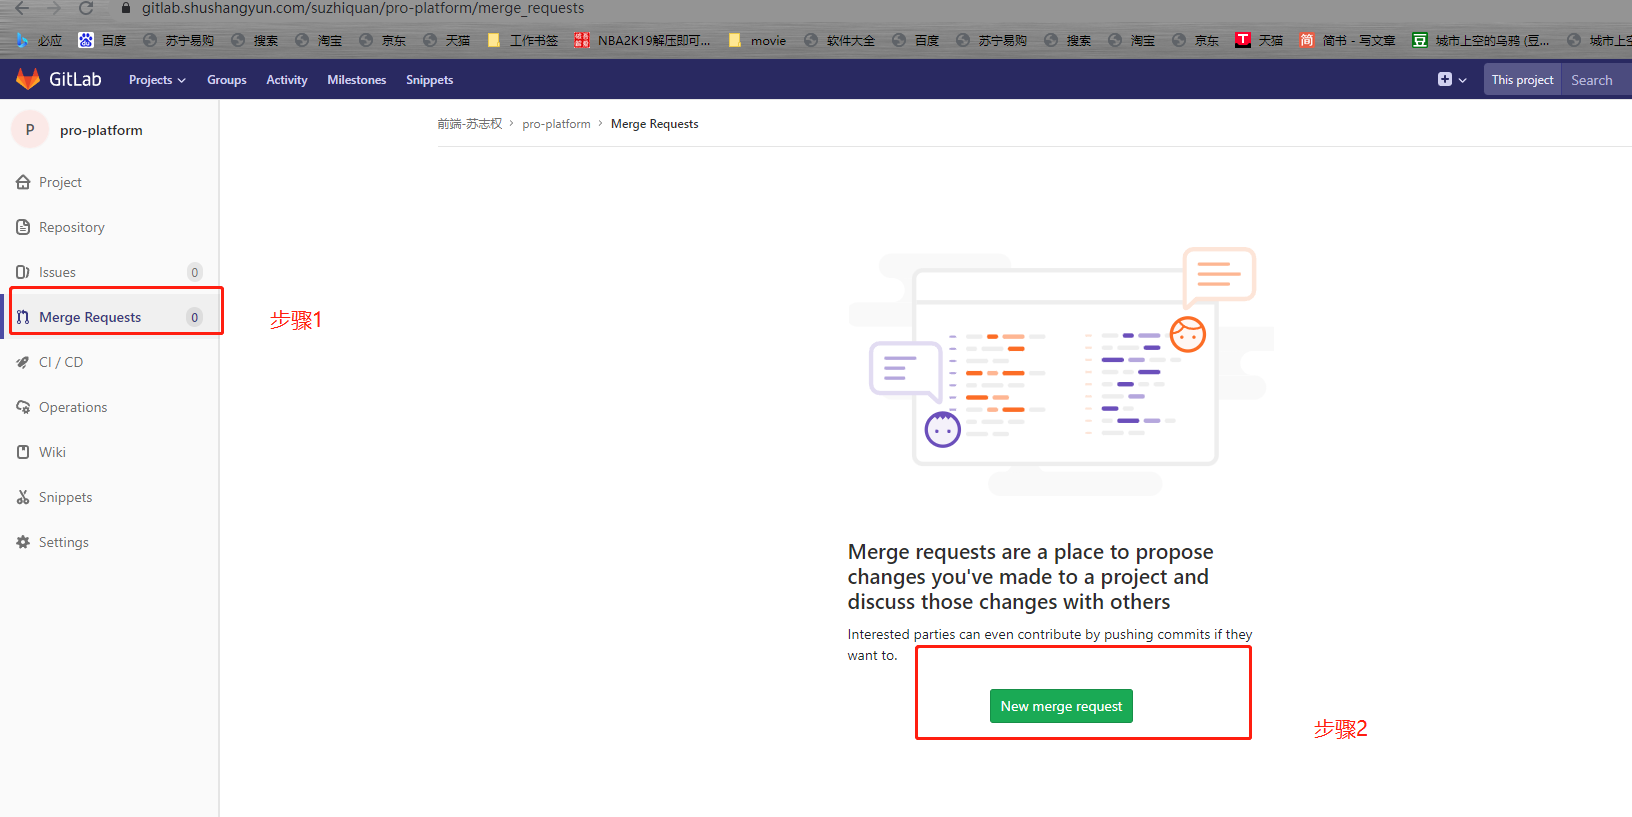 gitlab.shushangyun.com/suzhiquan/pro-platform/merge_requests
必应 百度 苏宁易购 搜索 淘宝 京东 天猫 工作书签 NBA2K19解压即可... movie 软件大全 百度 苏宁易购 搜索 淘宝 京东 天猫 简书 - 写文章 城市上空的乌鸦 (豆... 城市上空
GitLab Projects Groups Activity Milestones Snippets This project Search
P pro-platform
前端-苏志权 > pro-platform > Merge Requests
Project
Repository
Issues 0
Merge Requests 0
步骤1
CI / CD
Operations
Wiki
Snippets
Settings
Merge requests are a place to propose
changes you've made to a project and
discuss those changes with others
Interested parties can even contribute by pushing commits if they
want to.
New merge request
步骤2